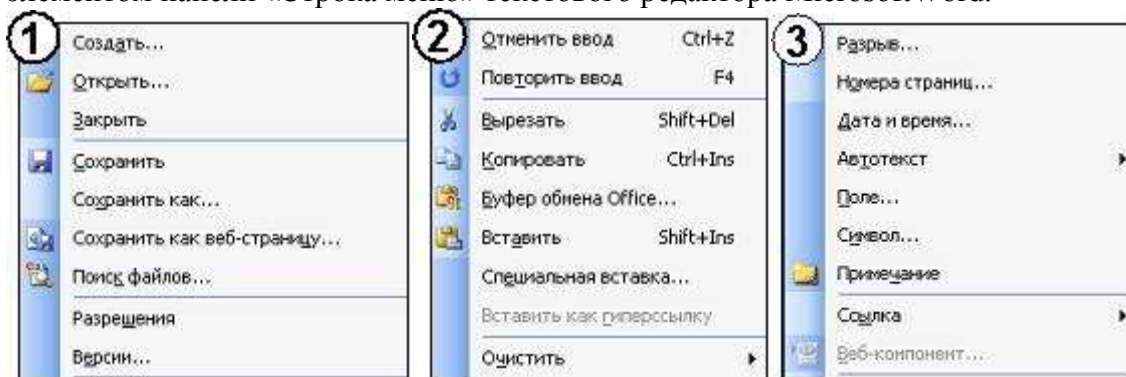 элементом панели «Строка меню» текстового редактора Microsoft Word.
1
Создать...
Открыть...
Закрыть
Сохранить
Сохранить как...
Сохранить как веб-страницу...
Поиск файлов...
Разрешения
Версии...
2
Отменить ввод Ctrl+Z
Повторить ввод F4
Вырезать Shift+Del
Копировать Ctrl+Ins
Буфер обмена Office...
Вставить Shift+Ins
Специальная вставка...
Вставить как гиперссылку
Очистить
3
Разрыв...
Номера страниц...
Дата и время...
Автотекст
Поле...
Символ...
Примечание
Ссылка
Веб-компонент...